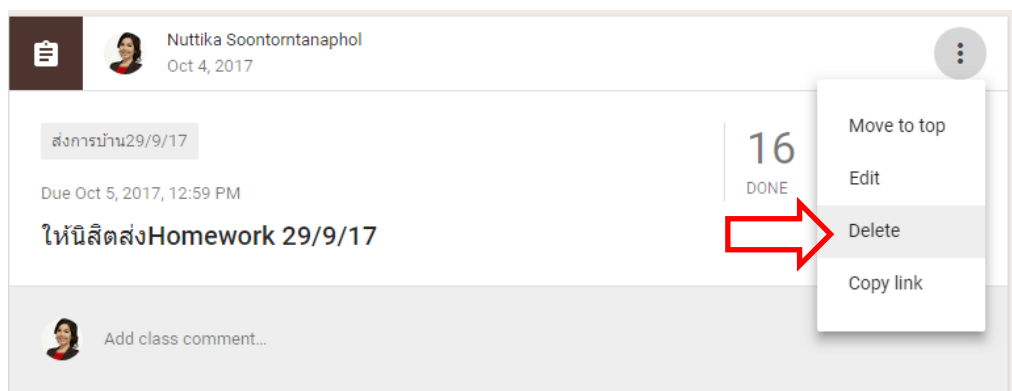 Nuttika Soontorntanaphol
Oct 4, 2017
Move to top
Edit
Delete
Copy link
ส่งการบ้าน29/9/17
16
DONE
Due Oct 5, 2017, 12:59 PM
ให้นิสิตส่งHomework 29/9/17
Add class comment…